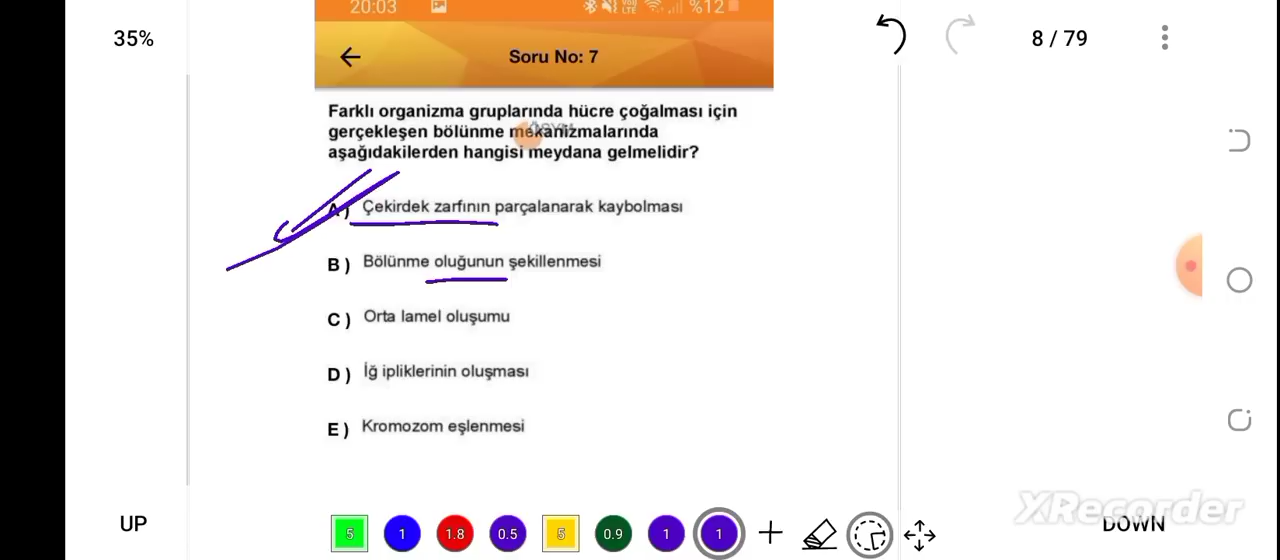 20:03 %12
35%
8 / 79
Soru No: 7
Farklı organizma gruplarında hücre çoğalması için
gerçekleşen bölünme mekanizmalarında
aşağıdakilerden hangisi meydana gelmelidir?
A) Çekirdek zarfının parçalanarak kaybolması
B) Bölünme oluğunun şekillenmesi
C) Orta lamel oluşumu
D) İğ ipliklerinin oluşması
E) Kromozom eşlenmesi
XRecorder
UP
DOWN
5 1 1.8 0.5 5 0.9 1 1